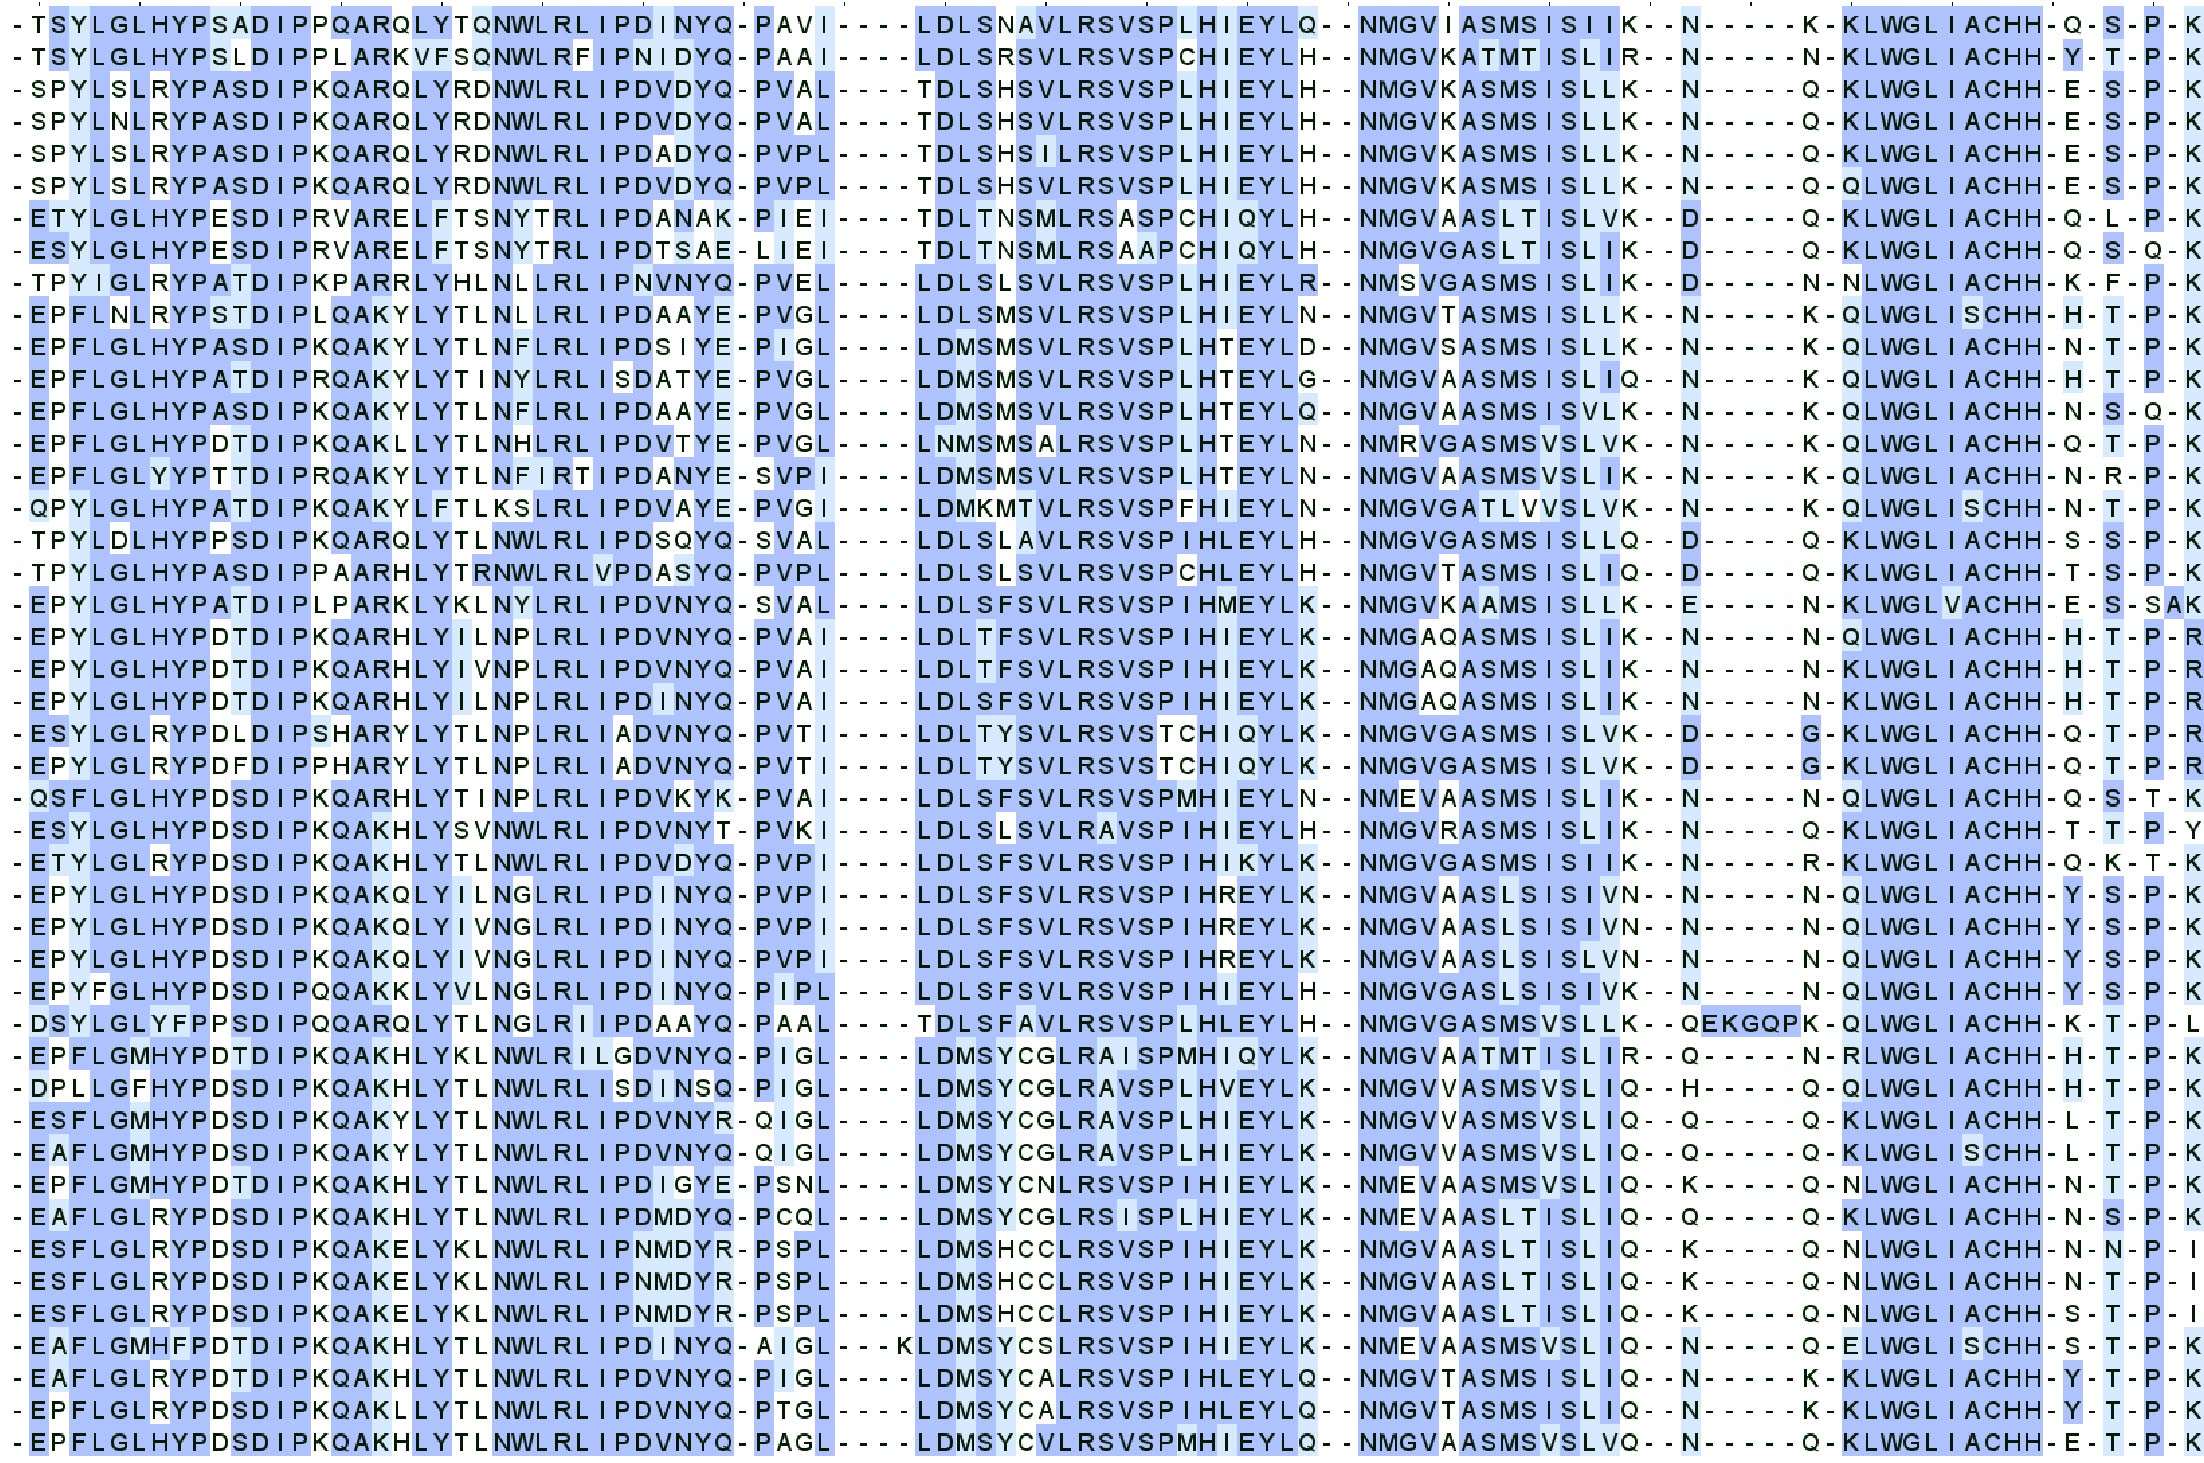 -TSYLGLHYPSADIPPQARQLYTQNWLRLIPDINYQ-PAVI----LDLSNAVLRSVSPLHIEYLQ--NMGVIASMSISIIK--N-----K-KLWGLIACHH-Q-S-P-K
-TSYLGLHYPSLDIPPLARKVFSQNWLRFIPNIDYQ-PAAI----LDLSRSVLRSVSPCHIEYLH--NMGVKATMTISLIR--N-----N-KLWGLIACHH-Y-T-P-K
-SPYLSLRYPASDIPKQARQLYRDNWLRLIPDVDYQ-PVAL----TDLSHSVLRSVSPLHIEYLH--NMGVKASMSISLLK--N-----Q-KLWGLIACHH-E-S-P-K
-SPYLNLRYPASDIPKQARQLYRDNWLRLIPDVDYQ-PVAL----TDLSHSVLRSVSPLHIEYLH--NMGVKASMSISLLK--N-----Q-KLWGLIACHH-E-S-P-K
-SPYLSLRYPASDIPKQARQLYRDNWLRLIPDADYQ-PVPL----TDLSHSILRSVSPLHIEYLH--NMGVKASMSISLLK--N-----Q-KLWGLIACHH-E-S-P-K
-SPYLSLRYPASDIPKQARQLYRDNWLRLIPDVDYQ-PVPL----TDLSHSVLRSVSPLHIEYLH--NMGVKASMSISLLK--N-----Q-QLWGLIACHH-E-S-P-K
-ETYLGLHYPESDIPRVARELFTSNYTRLIPDANAK-PIEI----TDLTNSMLRSASPCHIQYLH--NMGVAASLTISLVK--D-----Q-KLWGLIACHH-Q-L-P-K
-ESYLGLHYPESDIPRVARELFTSNYTRLIPDTSAE-LIEI----TDLTNSMLRSAAPCHIQYLH--NMGVGASLTISLIK--D-----Q-KLWGLIACHH-Q-S-Q-K
-TPYIGLRYPATDIPKPARRLYHLNLLRLIPNVNYQ-PVEL----LDLSLSVLRSVSPLHIEYLR--NMSVGASMSISLIK--D-----N-NLWGLIACHH-K-F-P-K
-EPFLNLRYPSTDIPLQAKYLYTLNLLRLIPDAAYE-PVGL----LDLSMSVLRSVSPLHIEYLN--NMGVTASMSISLLK--N-----K-QLWGLISCHH-H-T-P-K
-EPFLGLHYPASDIPKQAKYLYTLNFLRLIPDSIYE-PIGL----LDMSMSVLRSVSPLHTEYLD--NMGVSASMSISLLK--N-----K-QLWGLIACHH-N-T-P-K
-EPFLGLHYPATDIPRQAKYLYTINYLRLISDATYE-PVGL----LDMSMSVLRSVSPLHTEYLG--NMGVAASMSISLIQ--N-----K-QLWGLIACHH-H-T-P-K
-EPFLGLHYPASDIPKQAKYLYTLNFLRLIPDAAYE-PVGL----LDMSMSVLRSVSPLHTEYLQ--NMGVAASMSISVLK--N-----K-QLWGLIACHH-N-S-Q-K
-EPFLGLHYPDTDIPKQAKLLYTLNHLRLIPDVTYE-PVGL----LNMSMSALRSVSPLHTEYLN--NMRVGASMSVSLVK--N-----K-QLWGLIACHH-Q-T-P-K
-EPFLGLYYPTTDIPRQAKYLYTLNFIRTIPDANYE-SVPI----LDMSMSVLRSVSPLHTEYLN--NMGVAASMSVSLIK--N-----K-QLWGLIACHH-N-R-P-K
-QPYLGLHYPATDIPKQAKYLFTLKSLRLIPDVAYE-PVGI----LDMKMTVLRSVSPFHIEYLN--NMGVGATLVVSLVK--N-----K-QLWGLISCHH-N-T-P-K
-TPYLDLHYPPSDIPKQARQLYTLNWLRLIPDSQYQ-SVAL----LDLSLAVLRSVSPIHLEYLH--NMGVGASMSISLLQ--D-----Q-KLWGLIACHH-S-S-P-K
-TPYLGLHYPASDIPPAARHLYTRNWLRLVPDASYQ-PVPL----LDLSLSVLRSVSPCHLEYLH--NMGVTASMSISLIQ--D-----Q-KLWGLIACHH-T-S-P-K
-EPYLGLHYPATDIPLPARKLYKLNYLRLIPDVNYQ-SVAL----LDLSFSVLRSVSPIHMEYLK--NMGVKAAMSISLLK--E-----N-KLWGLVACHH-E-S-SAK
-EPYLGLHYPDTDIPKQARHLYILNPLRLIPDVNYQ-PVAI----LDLTFSVLRSVSPIHIEYLK--NMGAQASMSISLIK--N-----N-QLWGLIACHH-H-T-P-R
-EPYLGLHYPDTDIPKQARHLYIVNPLRLIPDVNYQ-PVAI----LDLTFSVLRSVSPIHIEYLK--NMGAQASMSISLIK--N-----N-KLWGLIACHH-H-T-P-R
-EPYLGLHYPDTDIPKQARHLYILNPLRLIPDINYQ-PVAI----LDLSFSVLRSVSPIHIEYLK--NMGAQASMSISLIK--N-----N-KLWGLIACHH-H-T-P-R
-ESYLGLRYPDLDIPSHARYLYTLNPLRLIADVNYQ-PVTI----LDLTYSVLRSVSTCHIQYLK--NMGVGASMSISLVK--D-----G-KLWGLIACHH-Q-T-P-R
-EPYLGLRYPDFDIPPHARYLYTLNPLRLIADVNYQ-PVTI----LDLTYSVLRSVSTCHIQYLK--NMGVGASMSISLVK--D-----G-KLWGLIACHH-Q-T-P-R
-QSFLGLHYPDSDIPKQARHLYTINPLRLIPDVKYK-PVAI----LDLSFSVLRSVSPMHIEYLN--NMEVAASMSISLIK--N-----N-QLWGLIACHH-Q-S-T-K
-ESYLGLHYPDSDIPKQAKHLYSVNWLRLIPDVNYT-PVKI----LDLSLSVLRAVSPIHIEYLH--NMGVRASMSISLIK--N-----Q-KLWGLIACHH-T-T-P-Y
-ETYLGLRYPDSDIPKQAKHLYTLNWLRLIPDVDYQ-PVPI----LDLSFSVLRSVSPIHIKYLK--NMGVGASMSISIIK--N-----R-KLWGLIACHH-Q-K-T-K
-EPYLGLHYPDSDIPKQAKQLYILNGLRLIPDINYQ-PVPI----LDLSFSVLRSVSPIHREYLK--NMGVAASLSISIVN--N-----N-QLWGLIACHH-Y-S-P-K
-EPYLGLHYPDSDIPKQAKQLYIVNGLRLIPDINYQ-PVPI----LDLSFSVLRSVSPIHREYLK--NMGVAASLSISIVN--N-----N-QLWGLIACHH-Y-S-P-K
-EPYLGLHYPDSDIPKQAKQLYIVNGLRLIPDINYQ-PVPI----LDLSFSVLRSVSPIHREYLK--NMGVAASLSISLVN--N-----N-QLWGLIACHH-Y-S-P-K
-EPYFGLHYPDSDIPQQAKKLYVLNGLRLIPDINYQ-PIPL----LDLSFSVLRSVSPIHIEYLH--NMGVGASLSISIVK--N-----N-QLWGLIACHH-Y-S-P-K
-DSYLGLYFPPSDIPQQARQLYTLNGLRIIPDAAYQ-PAAL----TDLSFAVLRSVSPLHLEYLH--NMGVGASMSVSLLK--QEKGQPK-QLWGLIACHH-K-T-P-L
-EPFLGMHYPDTDIPKQAKHLYKLNWLRILGDVNYQ-PIGL----LDMSYCGLRAISPMHIQYLK--NMGVAATMTISLIR--Q-----N-RLWGLIACHH-H-T-P-K
-DPLLGFHYPDSDIPKQAKHLYTLNWLRLISDINSQ-PIGL----LDMSYCGLRAVSPLHVEYLK--NMGVVASMSVSLIQ--H-----Q-QLWGLIACHH-H-T-P-K
-ESFLGMHYPDSDIPKQAKYLYTLNWLRLIPDVNYR-QIGL----LDMSYCGLRAVSPLHIEYLK--NMGVVASMSVSLIQ--Q-----Q-KLWGLIACHH-L-T-P-K
-EAFLGMHYPDSDIPKQAKYLYTLNWLRLIPDVNYQ-QIGL----LDMSYCGLRAVSPLHIEYLK--NMGVVASMSVSLIQ--Q-----Q-KLWGLISCHH-L-T-P-K
-EPFLGMHYPDTDIPKQAKHLYTLNWLRLIPDIGYE-PSNL----LDMSYCNLRSVSPIHIEYLK--NMEVAASMSVSLIQ--K-----Q-NLWGLIACHH-N-T-P-K
-EAFLGLRYPDSDIPKQAKHLYTLNWLRLIPDMDYQ-PCQL----LDMSYCGLRSISPLHIEYLK--NMEVAASLTISLIQ--Q-----Q-KLWGLIACHH-N-S-P-K
-ESFLGLRYPDSDIPKQAKELYKLNWLRLIPNMDYR-PSPL----LDMSHCCLRSVSPIHIEYLK--NMGVAASLTISLIQ--K-----Q-NLWGLIACHH-N-N-P-I
-ESFLGLRYPDSDIPKQAKELYKLNWLRLIPNMDYR-PSPL----LDMSHCCLRSVSPIHIEYLK--NMGVAASLTISLIQ--K-----Q-NLWGLIACHH-N-T-P-I
-ESFLGLRYPDSDIPKQAKELYKLNWLRLIPNMDYR-PSPL----LDMSHCCLRSVSPIHIEYLK--NMGVAASLTISLIQ--K-----Q-NLWGLIACHH-S-T-P-I
-EAFLGMHFPDTDIPKQAKHLYTLNWLRLIPDINYQ-AIGL---KLDMSYCSLRSVSPIHIEYLK--NMEVAASMSVSLIQ--N-----Q-ELWGLISCHH-S-T-P-K
-EAFLGLRYPDTDIPKQAKHLYTLNWLRLIPDVNYQ-PIGL----LDMSYCALRSVSPIHLEYLQ--NMGVTASMSISLIQ--N-----K-KLWGLIACHH-Y-T-P-K
-EPFLGLRYPDSDIPKQAKLLYTLNWLRLIPDVNYQ-PTGL----LDMSYCALRSVSPIHLEYLQ--NMGVTASMSISLIQ--N-----K-KLWGLIACHH-Y-T-P-K
-EPFLGLHYPDSDIPKQAKHLYTLNWLRLIPDVNYQ-PAGL----LDMSYCVLRSVSPMHIEYLQ--NMGVAASMSVSLVQ--N-----Q-KLWGLIACHH-E-T-P-K